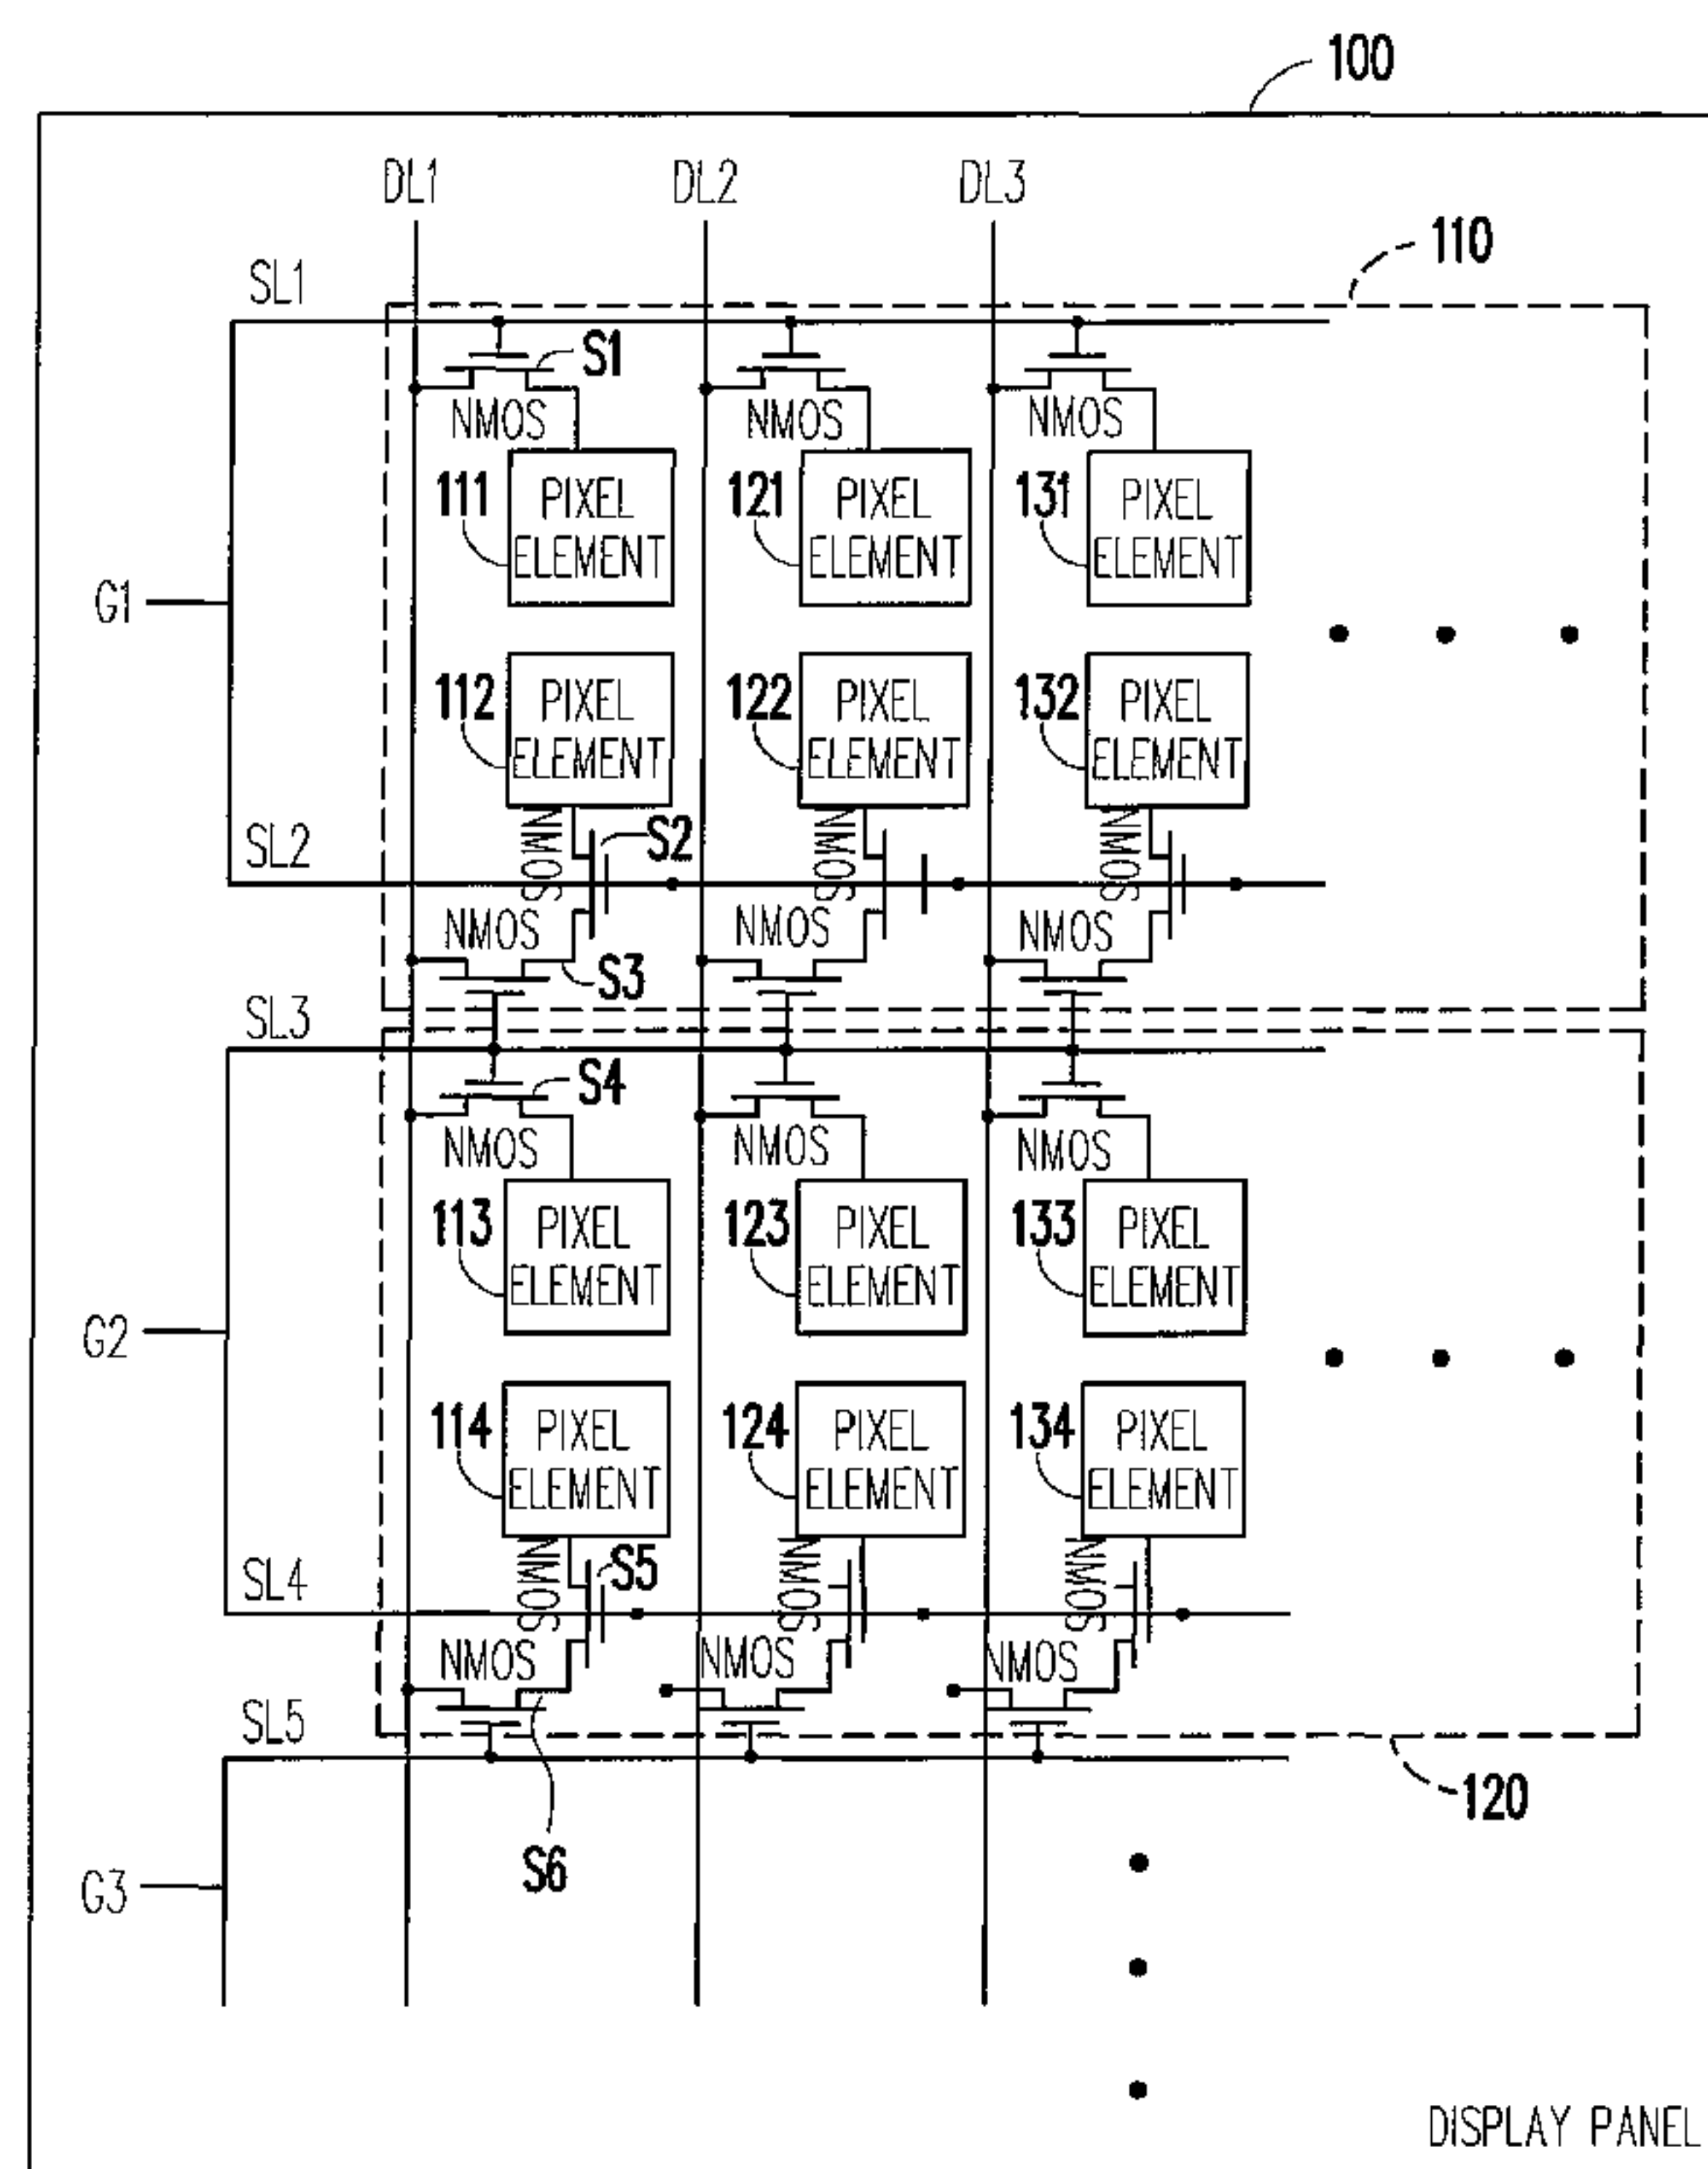 100
DL1 DL2 DL3
110
SL1
S1
NMOS NMOS NMOS
111 PIXEL ELEMENT 121 PIXEL ELEMENT 131 PIXEL ELEMENT
G1
112 PIXEL ELEMENT 122 PIXEL ELEMENT 132 PIXEL ELEMENT
NMOS NMOS NMOS
SL2 S2
NMOS NMOS NMOS
S3
SL3
S4
NMOS NMOS NMOS
113 PIXEL ELEMENT 123 PIXEL ELEMENT 133 PIXEL ELEMENT
G2
114 PIXEL ELEMENT 124 PIXEL ELEMENT 134 PIXEL ELEMENT
NMOS NMOS NMOS
SL4 S5
NMOS NMOS NMOS
SL5
120
S6
G3
DISPLAY PANEL